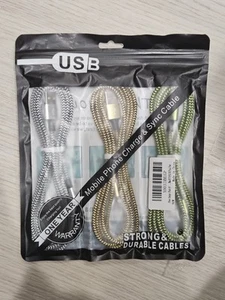 USB
Mobile Phone Charge & Sync Cable
ONE YEAR
WARRANTY
STRONG &
DURABLE CABLES